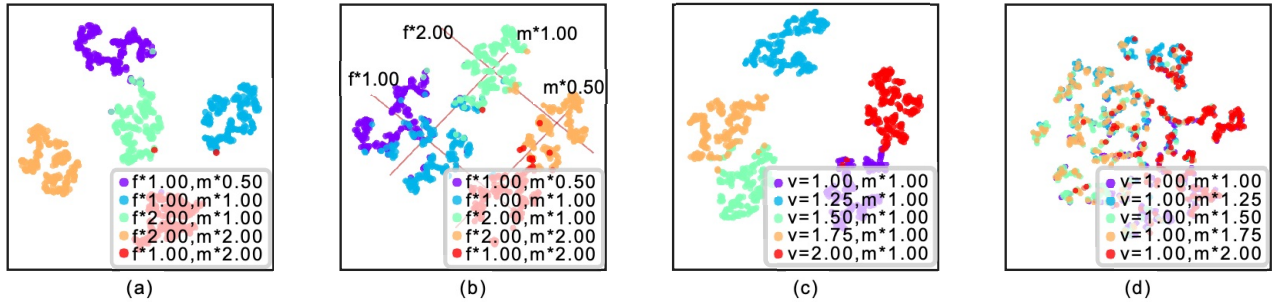 f*1.00,m*0.50
f*1.00,m*1.00
f*2.00,m*1.00
f*2.00,m*2.00
f*1.00,m*2.00
(a)
f*2.00
m*1.00
f*1.00
m*0.50
f*1.00,m*0.50
f*1.00,m*1.00
f*2.00,m*1.00
f*2.00,m*2.00
f*1.00,m*2.00
(b)
v=1.00,m*1.00
v=1.25,m*1.00
v=1.50,m*1.00
v=1.75,m*1.00
v=2.00,m*1.00
(c)
v=1.00,m*1.00
v=1.00,m*1.25
v=1.00,m*1.50
v=1.00,m*1.75
v=1.00,m*2.00
(d)